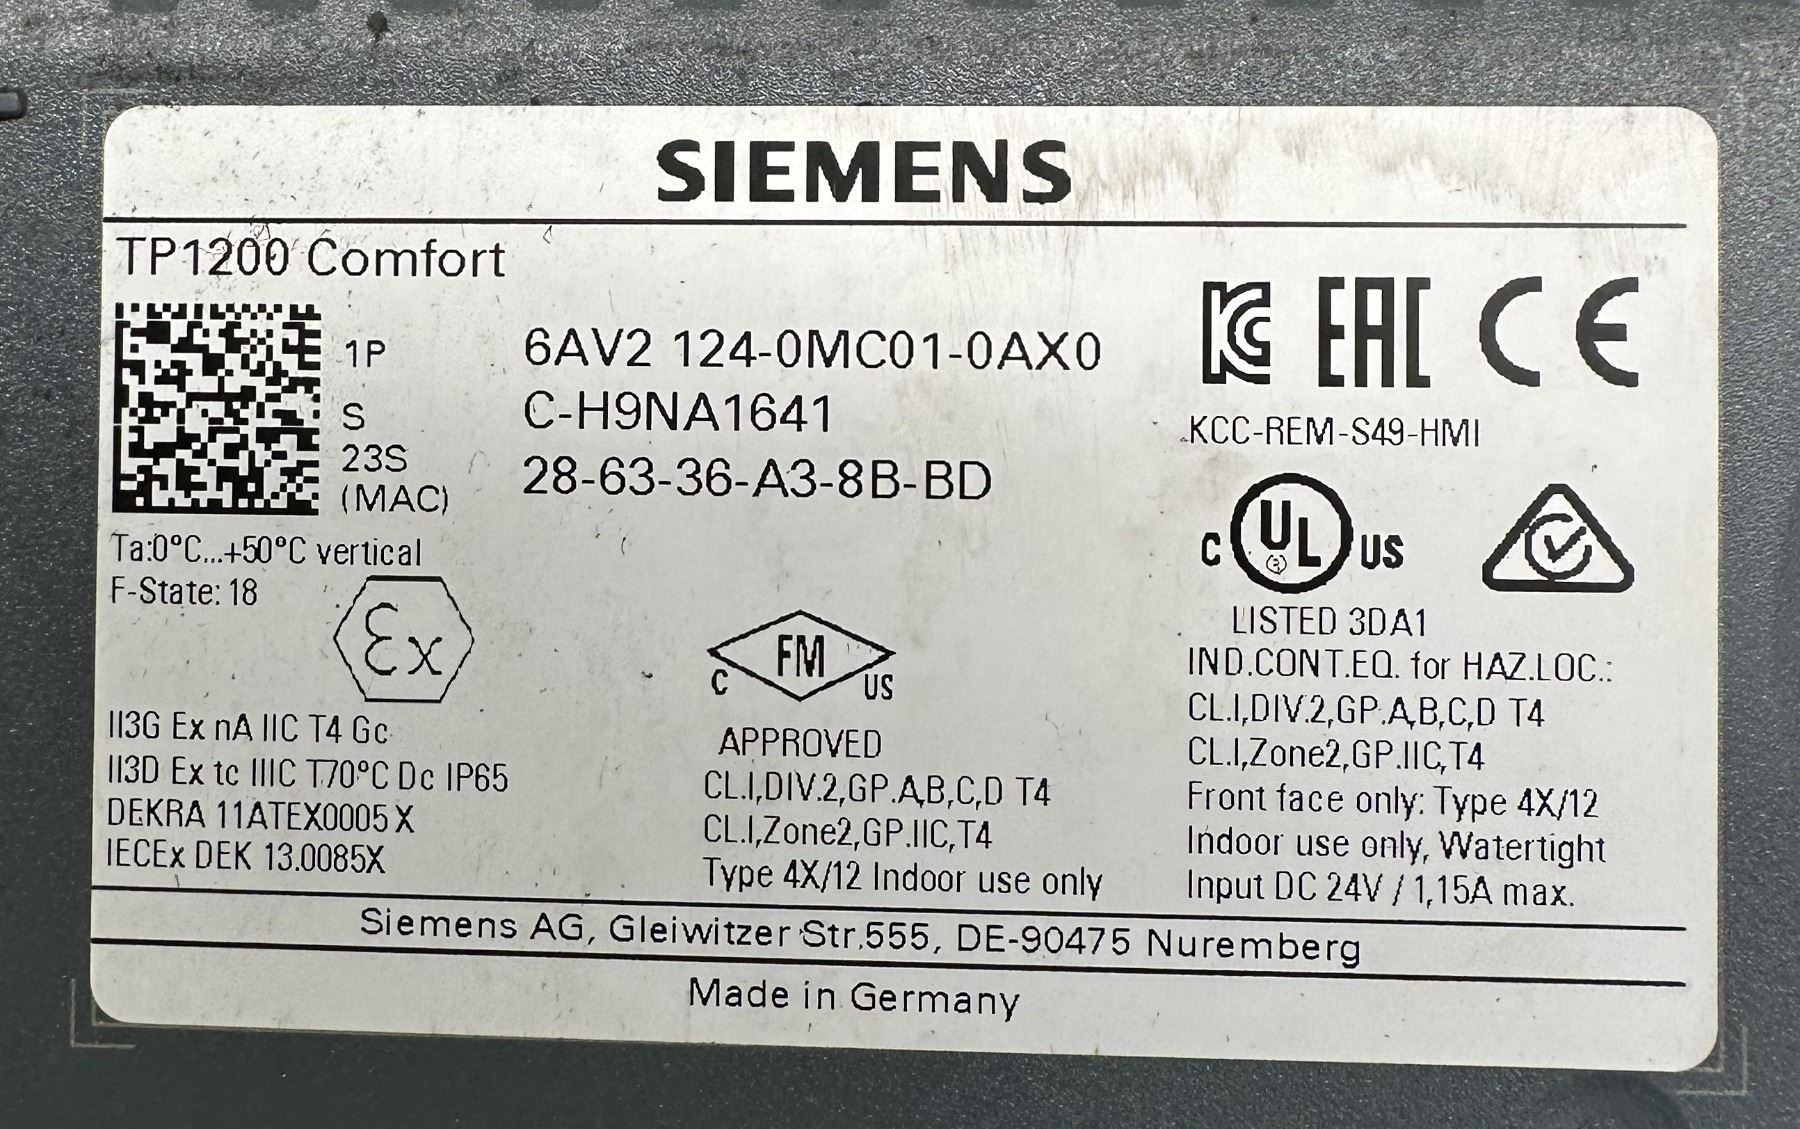 SIEMENS
TP1200 Comfort
1P 6AV2 124-0MC01-0AX0
S C-H9NA1641
23S
(MAC) 28-63-36-A3-8B-BD
Ta:0°C...+50°C vertical
F-State: 18
Ex
II3G Ex nA IIC T4 Gc
II3D Ex tc IIIC T70°C Dc IP65
DEKRA 11ATEX0005 X
IECEx DEK 13.0085X
C FM US
APPROVED
CL.I,DIV.2,GP.A,B,C,D T4
CL.I,Zone2,GP.IIC,T4
Type 4X/12 Indoor use only
KC EAC CE
KCC-REM-S49-HMI
C UL US
LISTED 3DA1
IND.CONT.EQ. for HAZ.LOC.:
CL.I,DIV.2,GP.A,B,C,D T4
CL.I,Zone2,GP.IIC,T4
Front face only: Type 4X/12
Indoor use only, Watertight
Input DC 24V / 1,15A max.
Siemens AG, Gleiwitzer Str.555, DE-90475 Nuremberg
Made in Germany